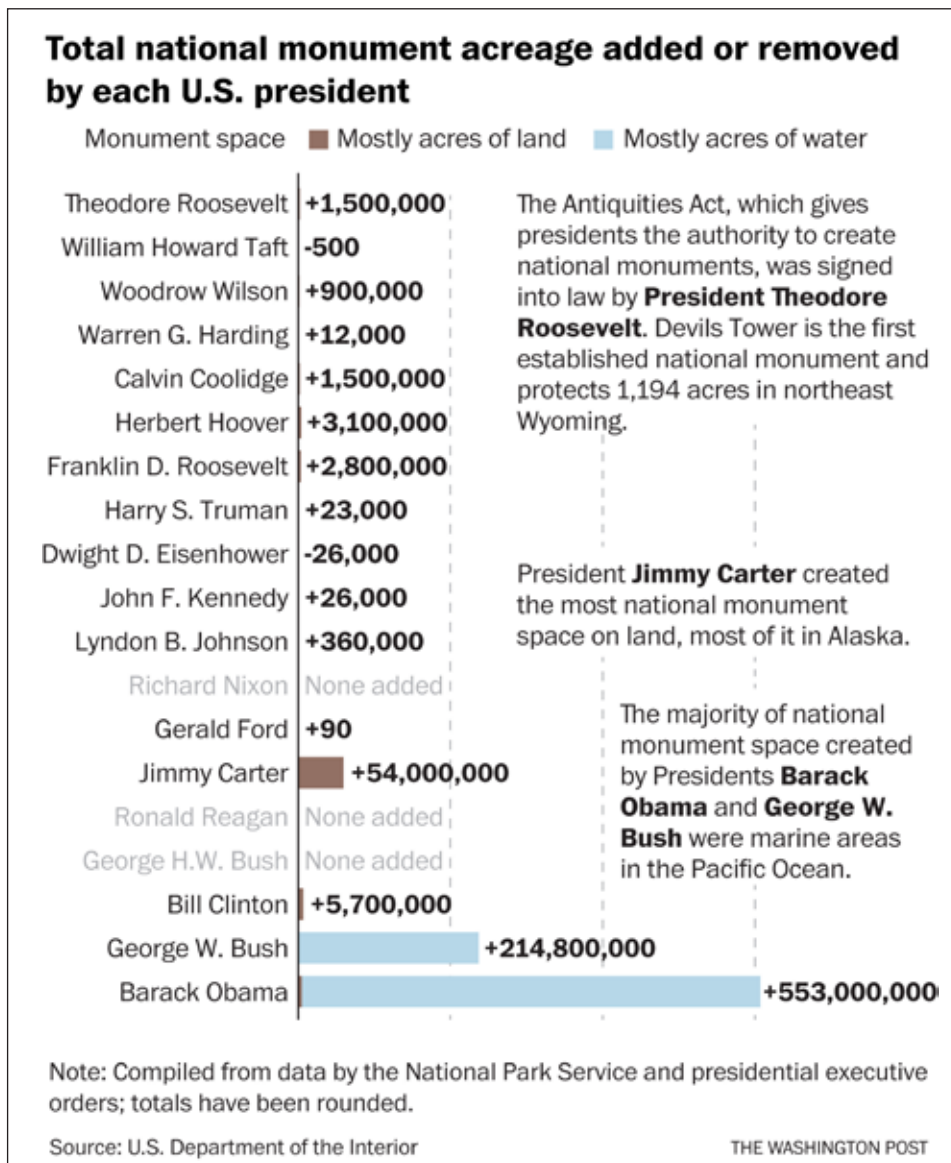 Total national monument acreage added or removed
by each U.S. president
Monument space Mostly acres of land Mostly acres of water
Theodore Roosevelt +1,500,000
William Howard Taft -500
Woodrow Wilson +900,000
Warren G. Harding +12,000
Calvin Coolidge +1,500,000
Herbert Hoover +3,100,000
Franklin D. Roosevelt +2,800,000
Harry S. Truman +23,000
Dwight D. Eisenhower -26,000
John F. Kennedy +26,000
Lyndon B. Johnson +360,000
Richard Nixon None added
Gerald Ford +90
Jimmy Carter +54,000,000
Ronald Reagan None added
George H.W. Bush None added
Bill Clinton +5,700,000
George W. Bush +214,800,000
Barack Obama +553,000,000
The Antiquities Act, which gives
presidents the authority to create
national monuments, was signed
into law by President Theodore
Roosevelt. Devils Tower is the first
established national monument and
protects 1,194 acres in northeast
Wyoming.
President Jimmy Carter created
the most national monument
space on land, most of it in Alaska.
The majority of national
monument space created
by Presidents Barack
Obama and George W.
Bush were marine areas
in the Pacific Ocean.
Note: Compiled from data by the National Park Service and presidential executive
orders; totals have been rounded.
Source: U.S. Department of the Interior THE WASHINGTON POST